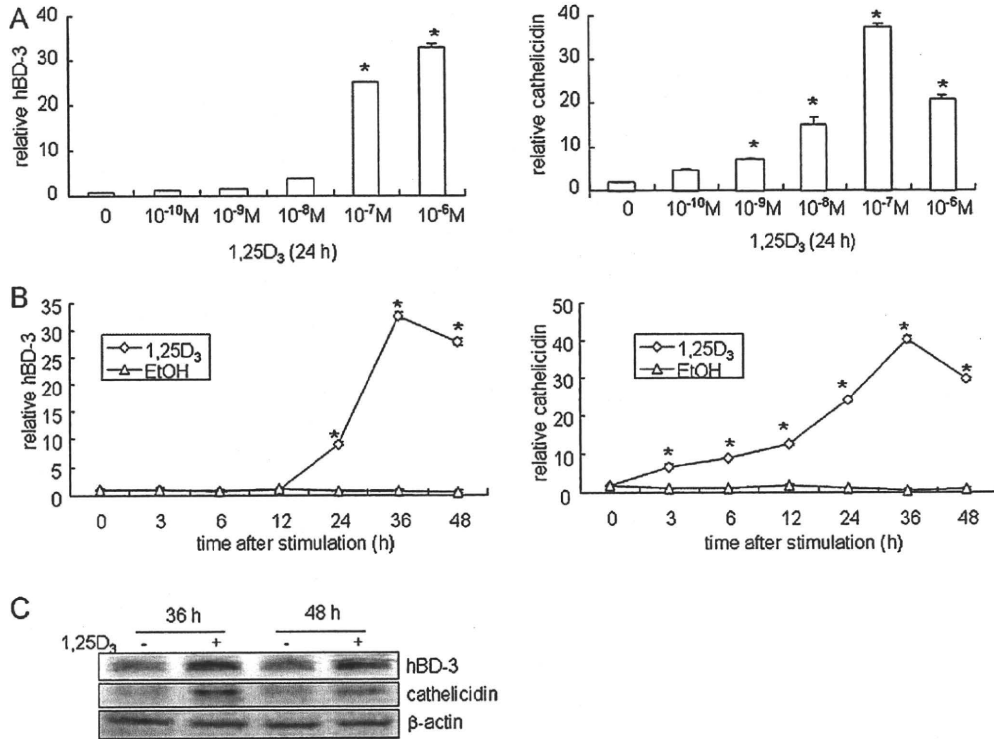 A
relative hBD-3
40
30
20
10
0
0 10⁻¹⁰M 10⁻⁹M 10⁻⁸M 10⁻⁷M 10⁻⁶M
* *
1,25D₃ (24 h)
relative cathelicidin
40
30
20
10
0
0 10⁻¹⁰M 10⁻⁹M 10⁻⁸M 10⁻⁷M 10⁻⁶M
* * * * *
1,25D₃ (24 h)
B
relative hBD-3
35
30
25
20
15
10
5
0
1,25D₃
EtOH
* * *
0 3 6 12 24 36 48
time after stimulation (h)
relative cathelicidin
50
40
30
20
10
0
1,25D₃
EtOH
* * * * * *
0 3 6 12 24 36 48
time after stimulation (h)
C
36 h 48 h
1,25D₃ - + - +
hBD-3
cathelicidin
β-actin